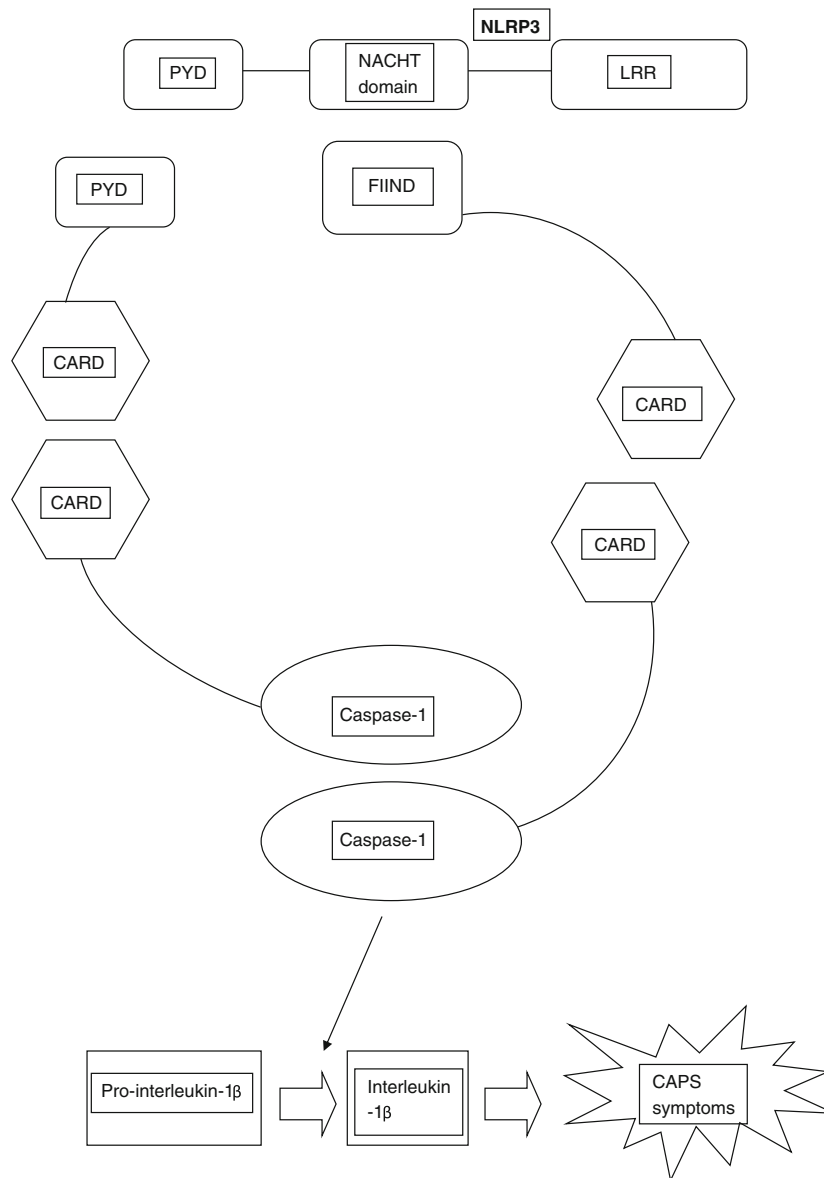 NLRP3
PYD
NACHT
domain
LRR
PYD
FIIND
CARD
CARD
CARD
CARD
Caspase-1
Caspase-1
Pro-interleukin-1β
Interleukin
-1β
CAPS
symptoms